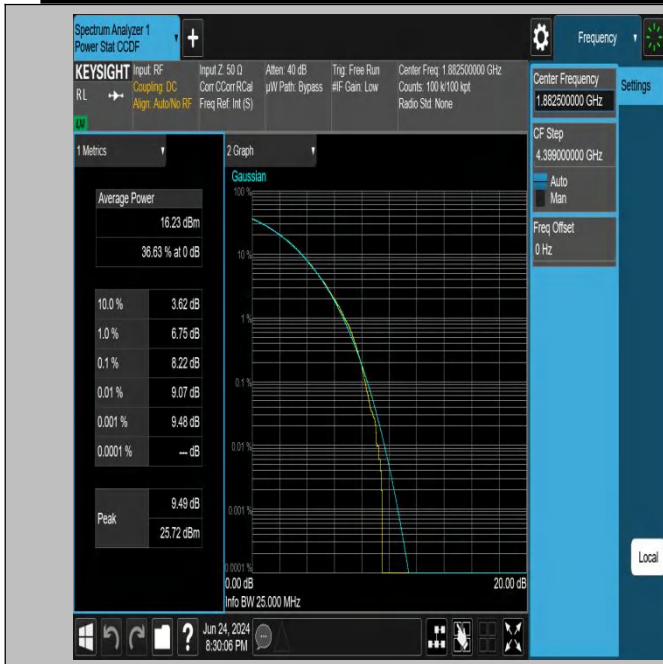 Spectrum Analyzer 1
Power Stat CCDF
Frequency
KEYSIGHT
RL
Input: RF
Coupling: DC
Align: Auto/No RF
Input Z: 50 Ω
Corr CCorr RCal
Freq Ref: Int (S)
Atten: 40 dB
µW Path: Bypass
Trig: Free Run
#IF Gain: Low
Center Freq: 1.882500000 GHz
Counts: 100 k/100 kpt
Radio Std: None
Center Frequency
1.882500000 GHz
Settings
CF Step
4.399000000 GHz
Auto
Man
Freq Offset
0 Hz
1 Metrics
Average Power
16.23 dBm
36.63 % at 0 dB
10.0 % 3.62 dB
1.0 % 6.75 dB
0.1 % 8.22 dB
0.01 % 9.07 dB
0.001 % 9.48 dB
0.0001 % --- dB
Peak
9.49 dB
25.72 dBm
2 Graph
Gaussian
100 %
10 %
1 %
0.1 %
0.01 %
0.001 %
0.0001 %
0.00 dB 20.00 dB
Info BW 25.000 MHz
Local
? Jun 24, 2024
8:30:06 PM